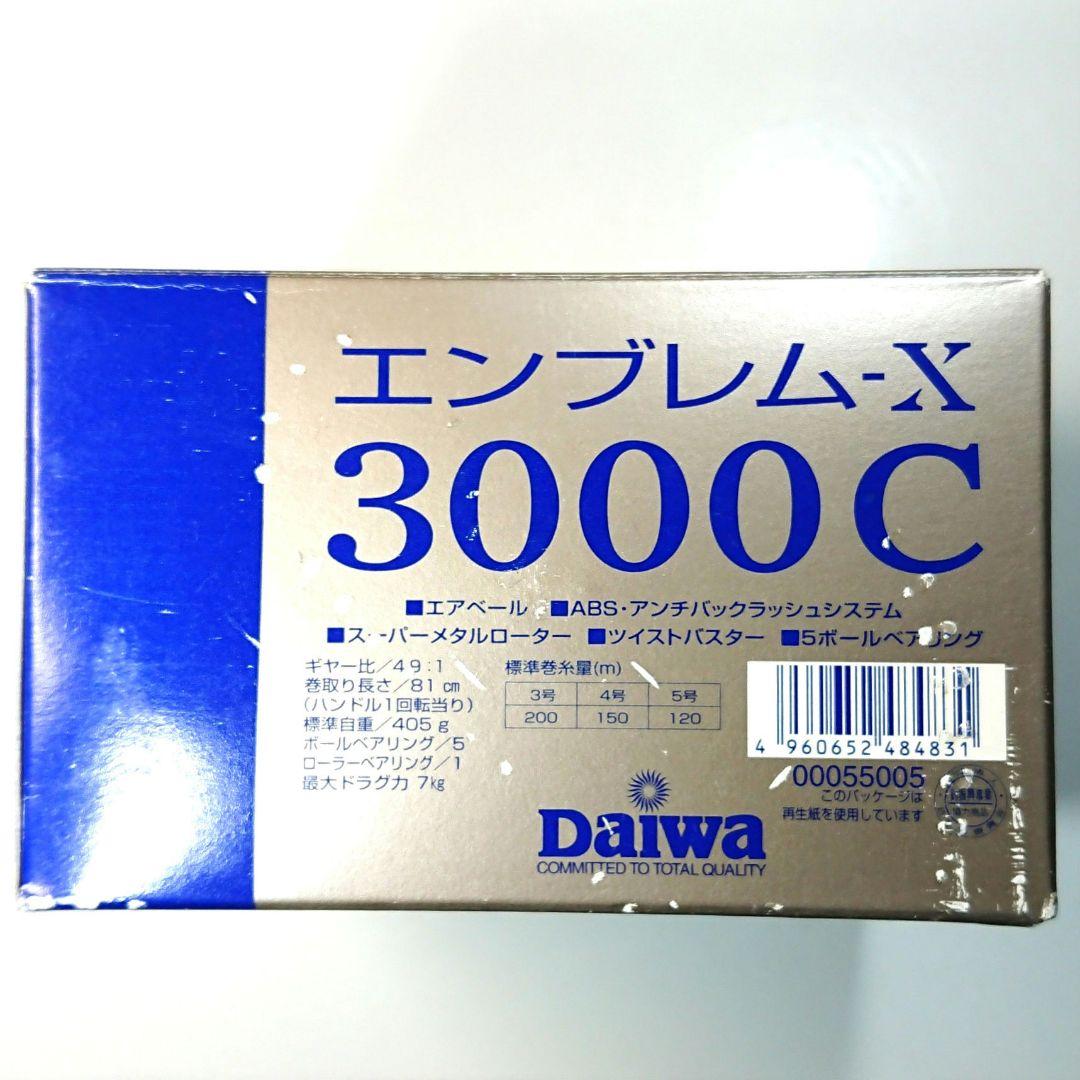 エンブレム-X
3000C
■エアベール ■ABS・アンチバックラッシュシステム
■スーパーメタルローター ■ツイストバスター ■5ボールベアリング
ギヤー比／4.9：1
巻取り長さ／81㎝
(ハンドル1回転当り)
標準自重／405g
ボールベアリング／5
ローラーベアリング／1
最大ドラグ力 7㎏
標準巻糸量(m)
3号 4号 5号
200 150 120
4 960652 484831
00055005
このパッケージは
再生紙を使用しています
Daiwa
COMMITTED TO TOTAL QUALITY